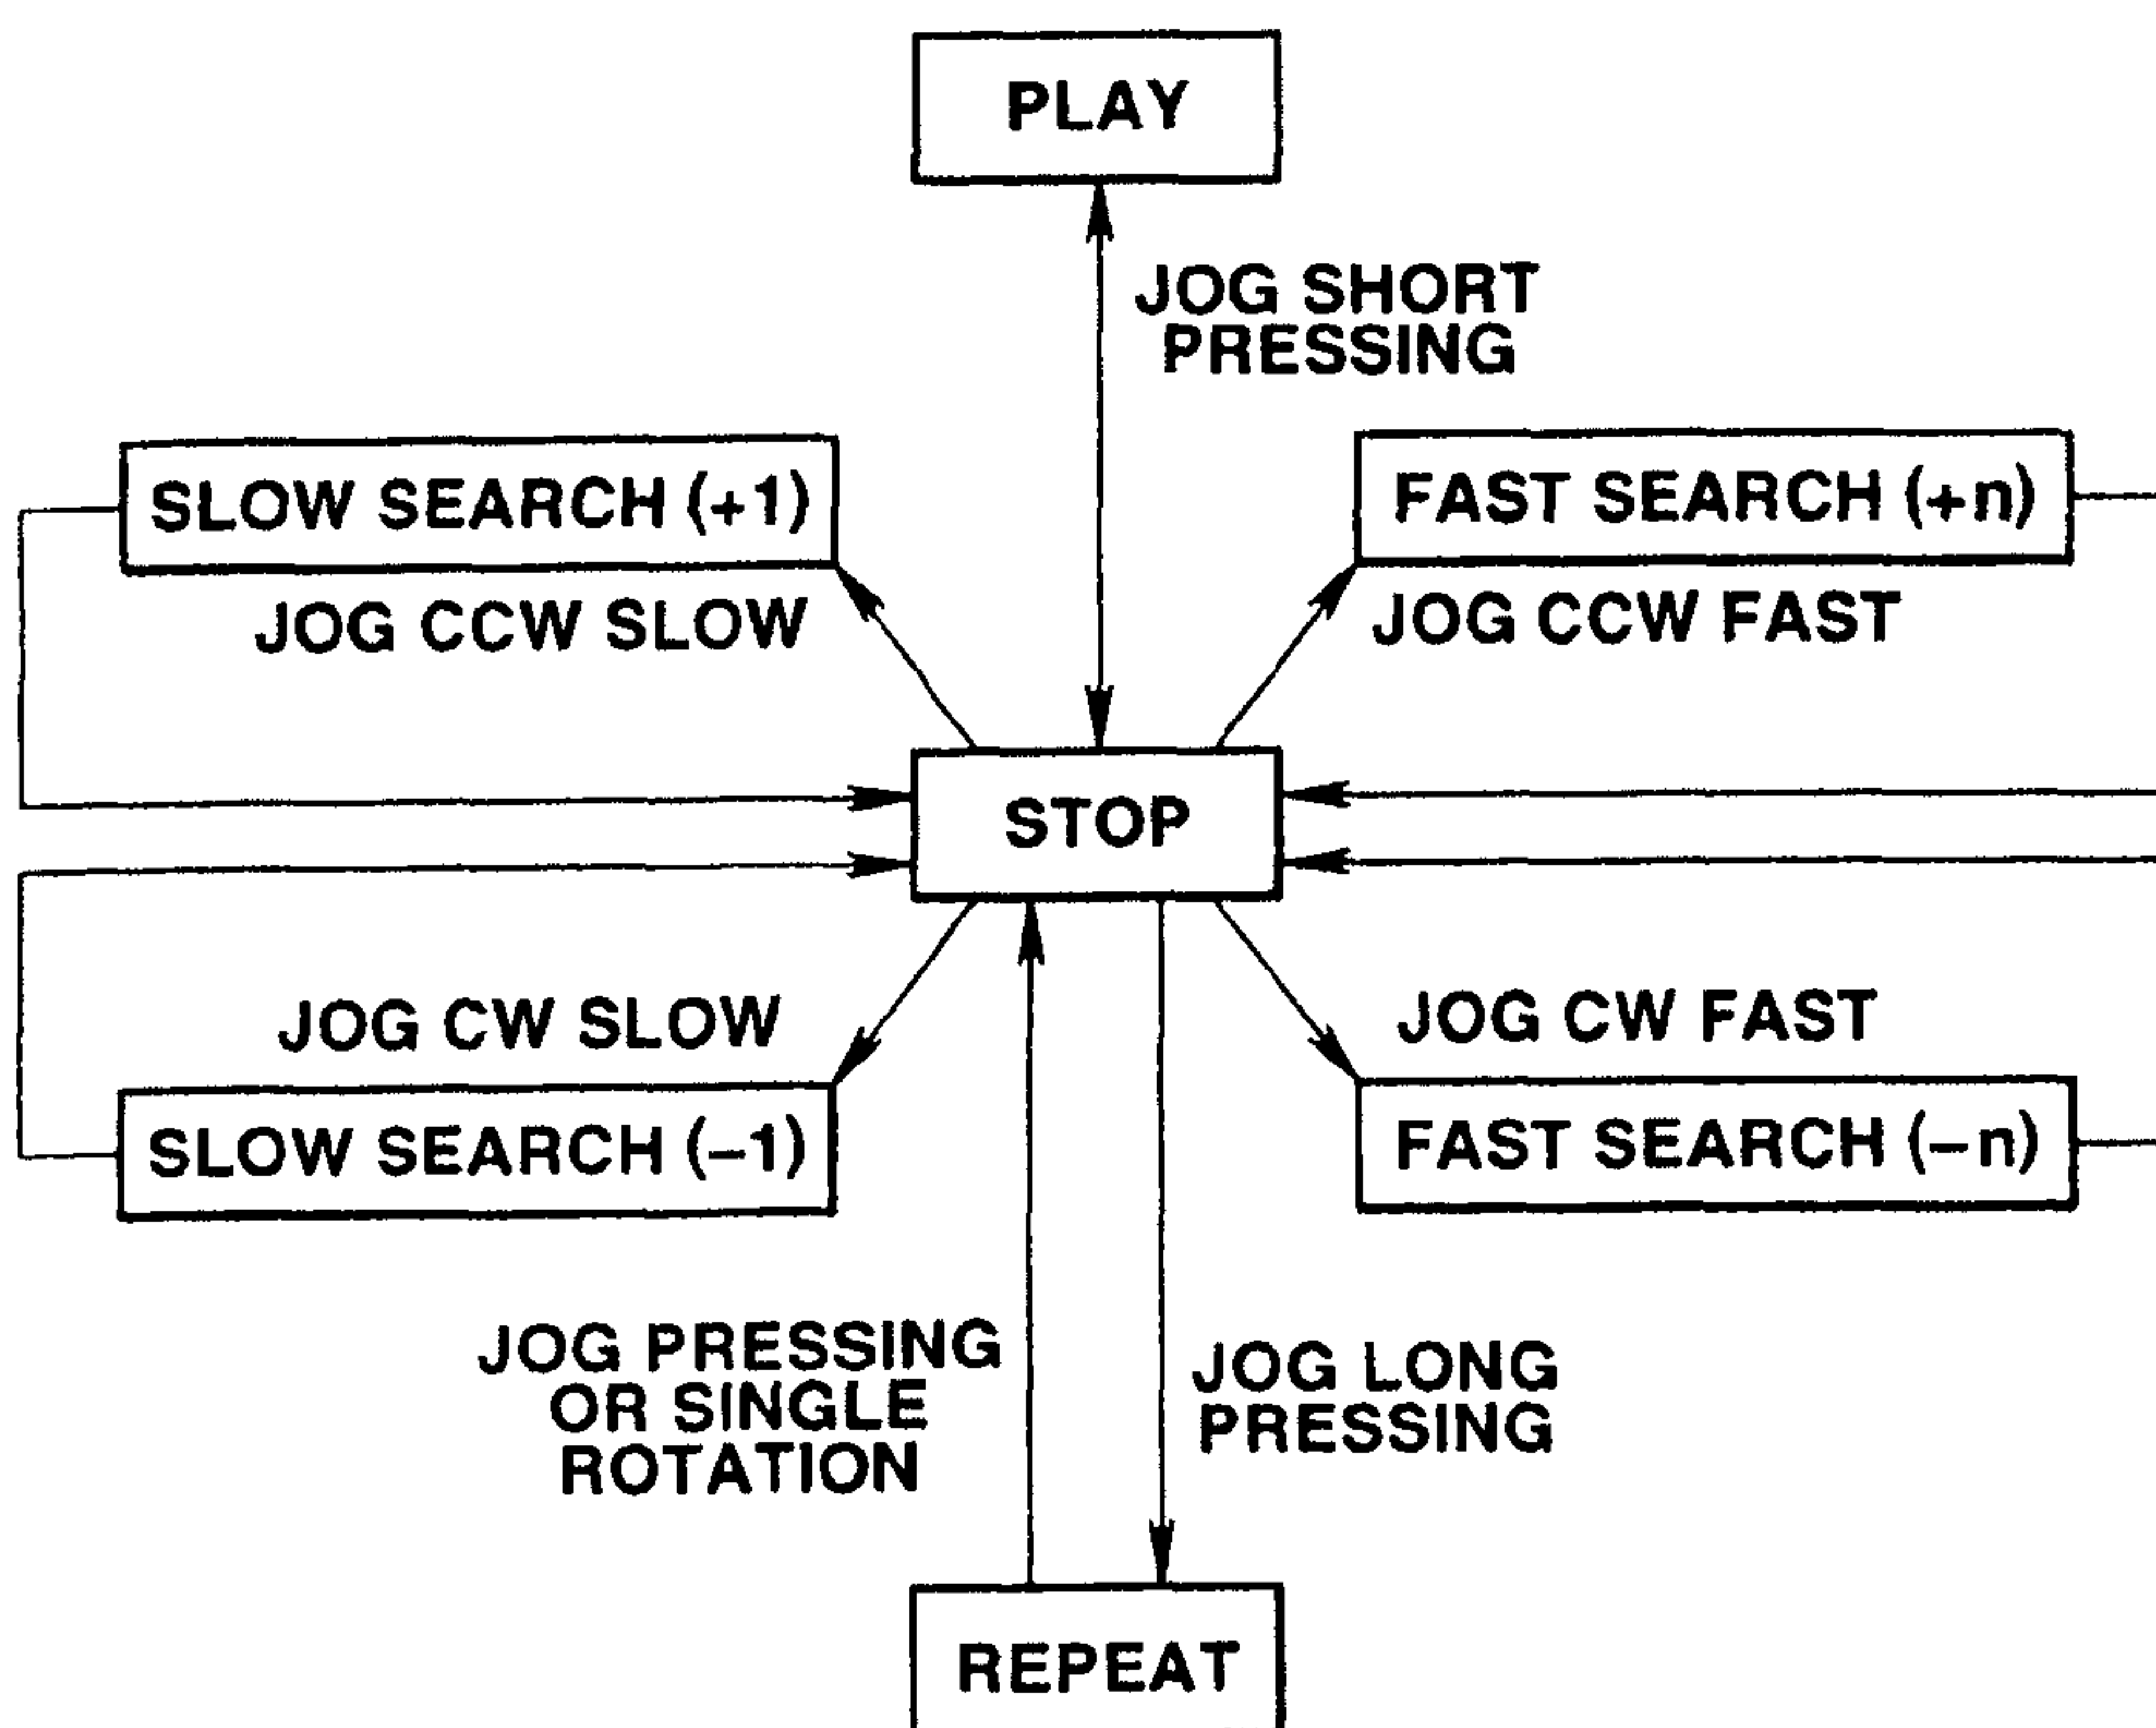 PLAY
JOG SHORT
PRESSING
SLOW SEARCH (+1)
FAST SEARCH (+n)
JOG CCW SLOW
JOG CCW FAST
STOP
JOG CW SLOW
JOG CW FAST
SLOW SEARCH (−1)
FAST SEARCH (−n)
JOG PRESSING
OR SINGLE
ROTATION
JOG LONG
PRESSING
REPEAT